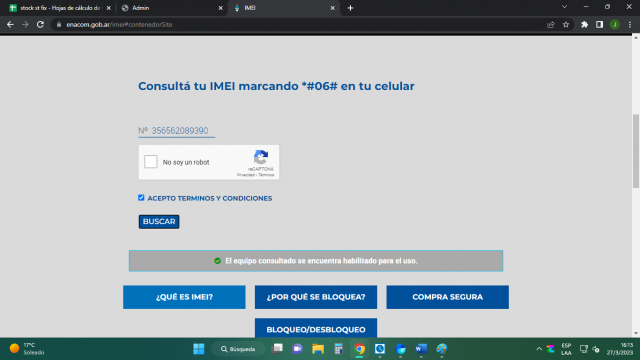 stock st fix - Hojas de cálculo de
Admin
IMEI
enacom.gob.ar/imei#contenedorSite
J
Consultá tu IMEI marcando *#06# en tu celular
Nº 356562089390
No soy un robot
reCAPTCHA
Privacidad - Términos
ACEPTO TERMINOS Y CONDICIONES
BUSCAR
El equipo consultado se encuentra habilitado para el uso.
¿QUÉ ES IMEI?
¿POR QUÉ SE BLOQUEA?
COMPRA SEGURA
BLOQUEO/DESBLOQUEO
17°C
Soleado
Búsqueda
ESP
LAA
16:15
27/3/2023